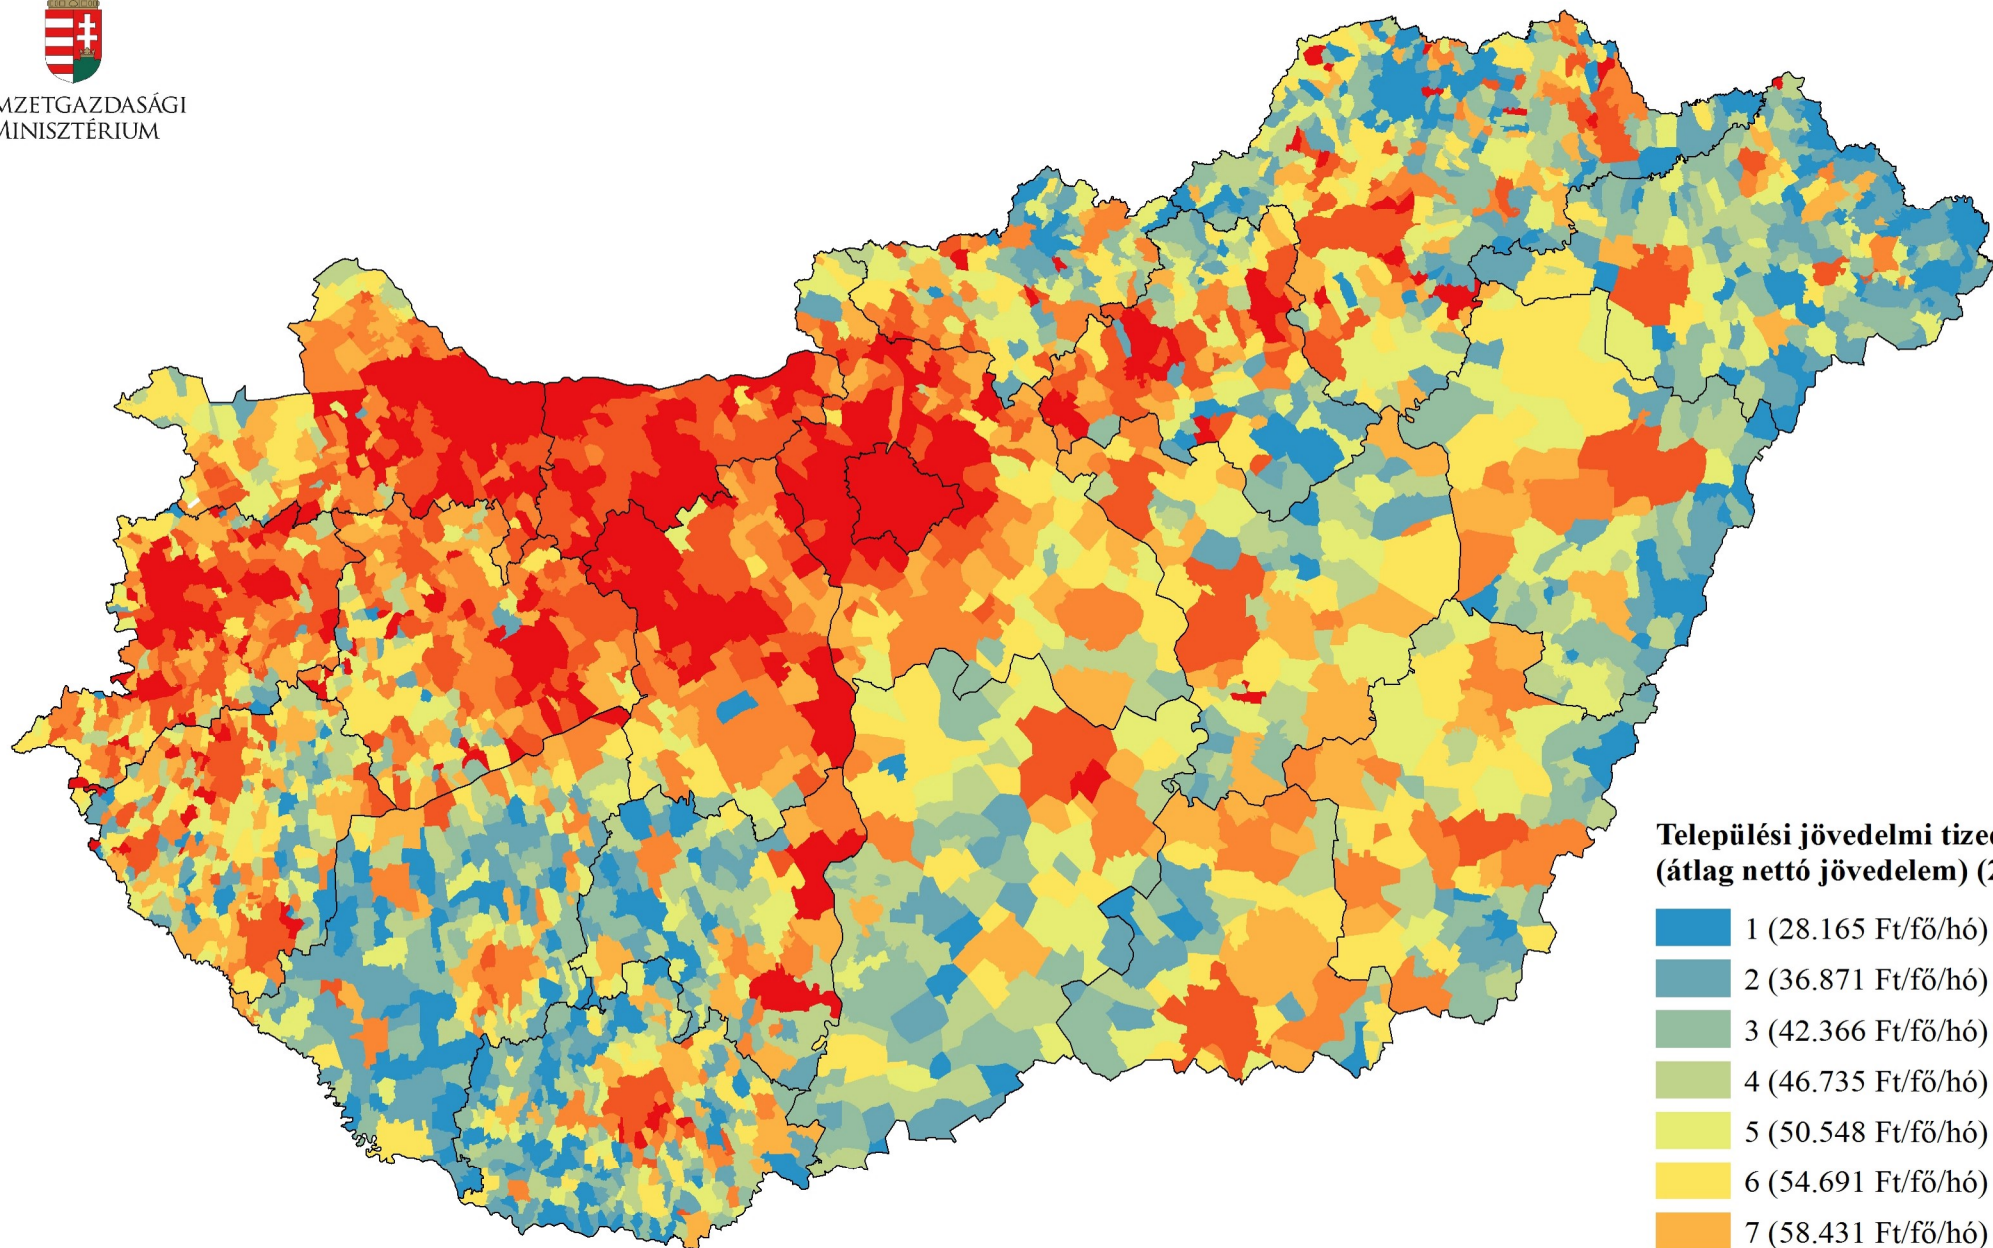 MZETGAZDASÁGI
MINISZTÉRIUM
Települési jövedelmi tized
(átlag nettó jövedelem) (2
1 (28.165 Ft/fő/hó)
2 (36.871 Ft/fő/hó)
3 (42.366 Ft/fő/hó)
4 (46.735 Ft/fő/hó)
5 (50.548 Ft/fő/hó)
6 (54.691 Ft/fő/hó)
7 (58.431 Ft/fő/hó)